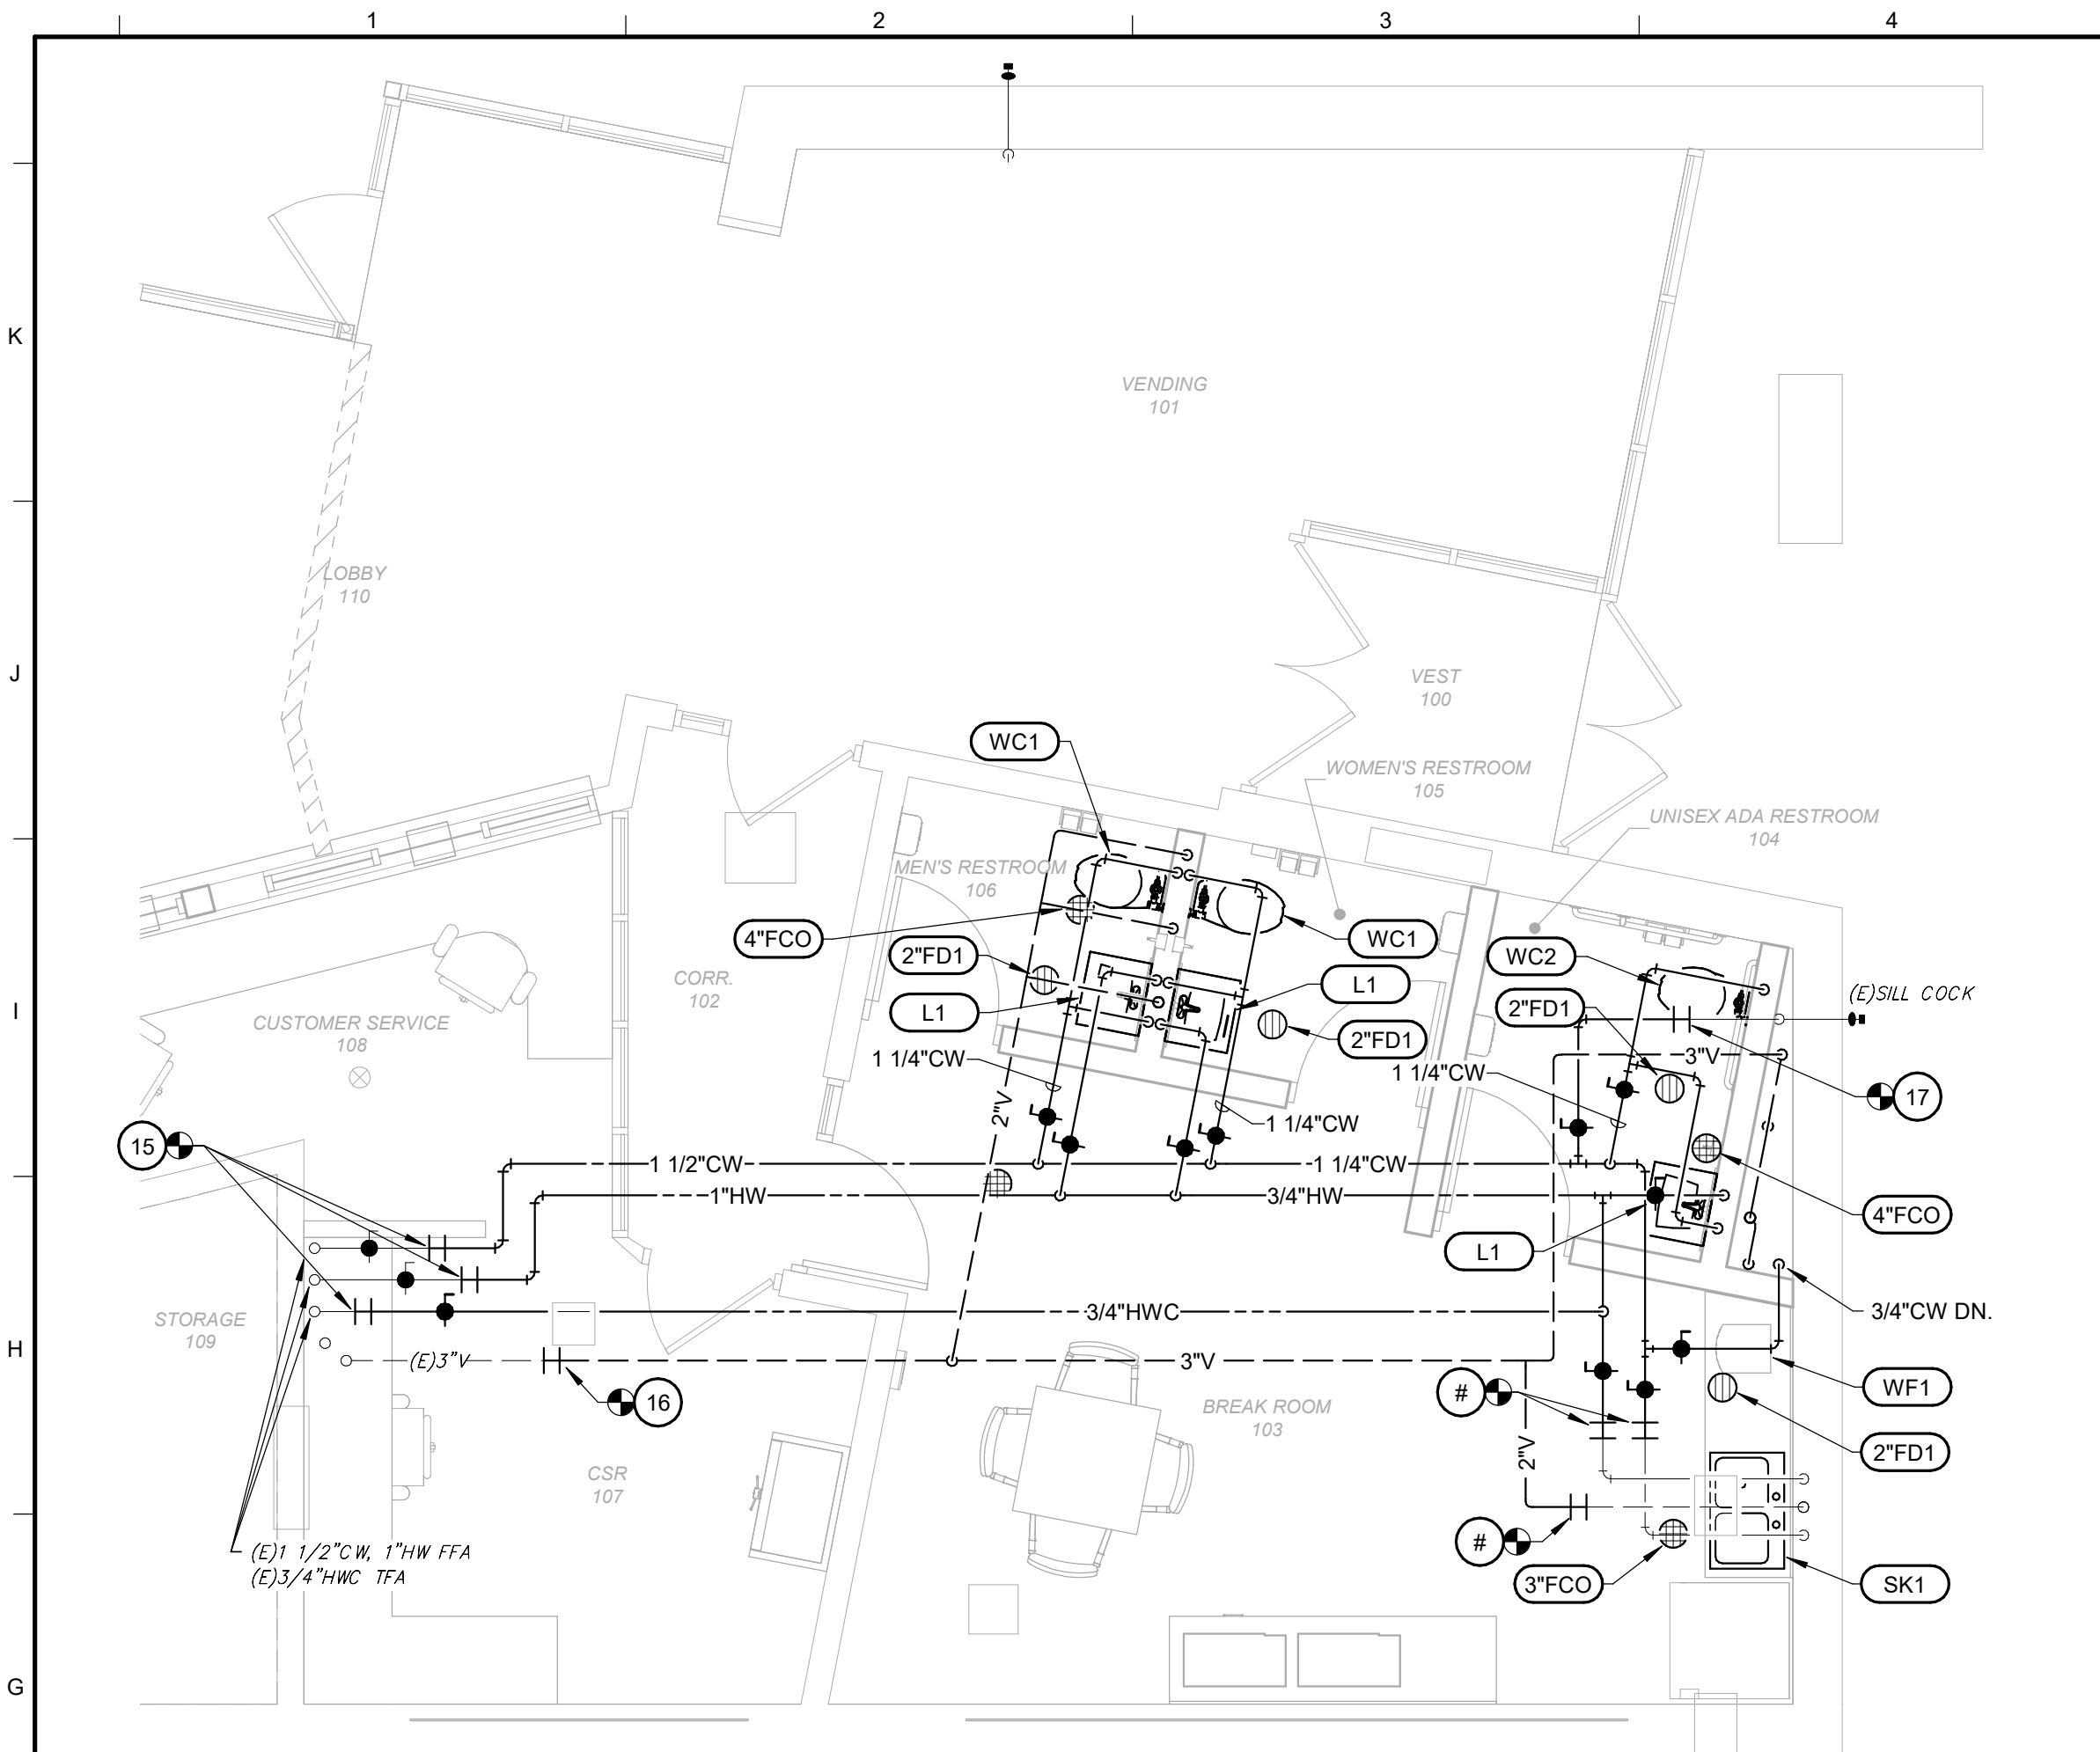 1
2
3
4
K
J
I
H
G
VENDING
101
LOBBY
110
VEST
100
WC1
WOMEN'S RESTROOM
105
UNISEX ADA RESTROOM
104
MEN'S RESTROOM
106
4"FCO
2"FD1
L1
CORR.
102
WC1
L1
2"FD1
WC2
2"FD1
(E)SILL COCK
CUSTOMER SERVICE
108
1 1/4"CW
1 1/4"CW
1 1/4"CW
3"V
17
2"V
15
1 1/2"CW
1 1/4"CW
1"HW
3/4"HW
4"FCO
L1
STORAGE
109
3/4"HWC
3/4"CW DN.
(E)3"V
3"V
16
#
WF1
BREAK ROOM
103
2"V
2"FD1
CSR
107
#
(E)1 1/2"CW, 1"HW FFA
(E)3/4"HWC TFA
3"FCO
SK1